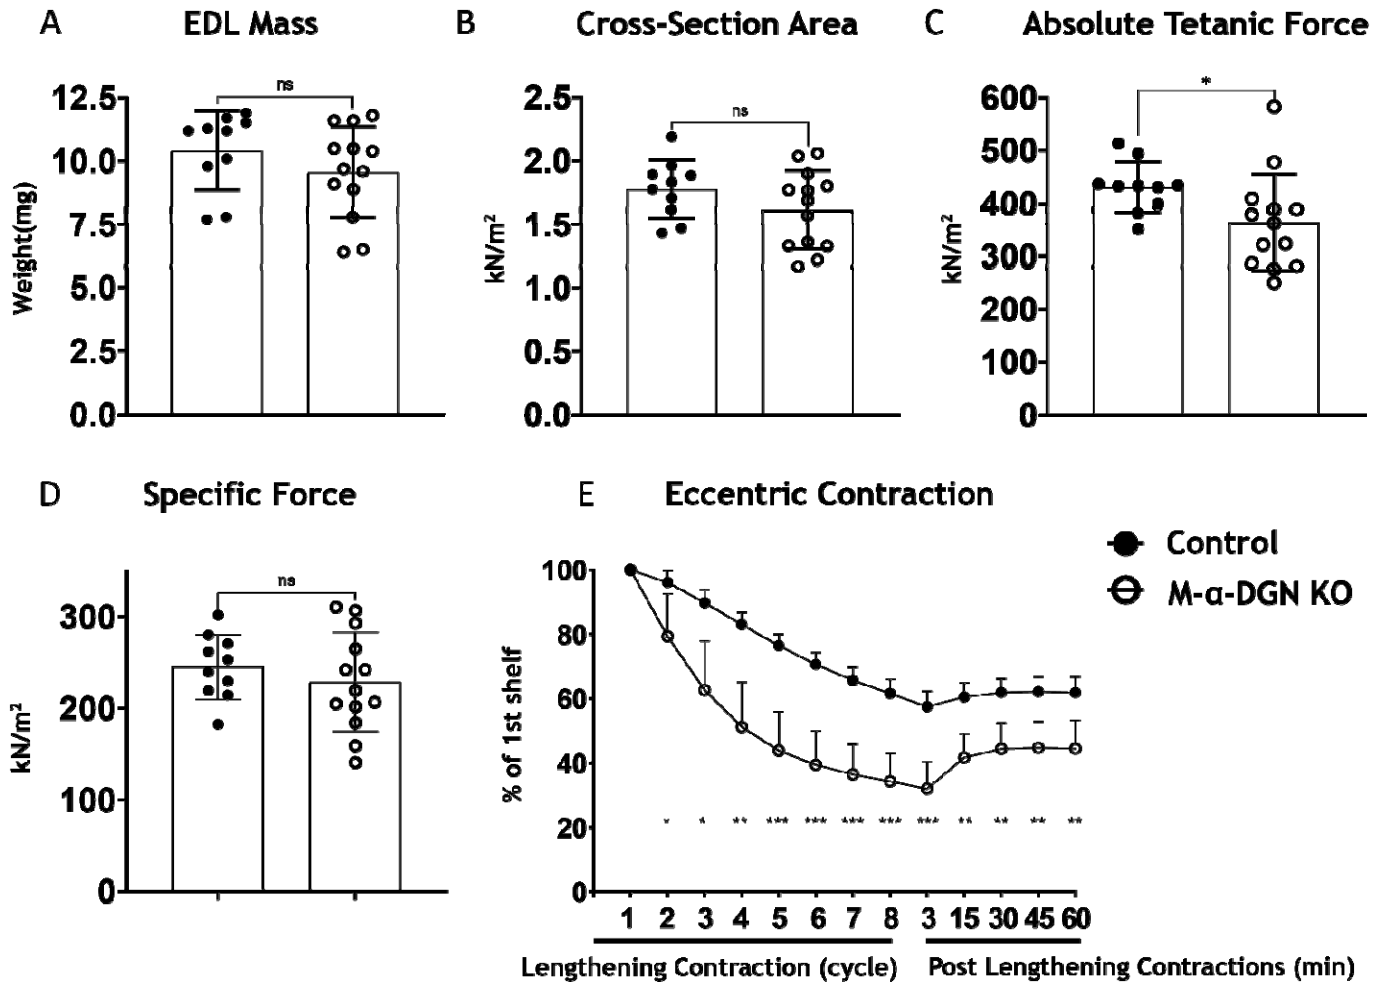 A EDL Mass
ns
12.5
10.0
7.5
5.0
2.5
0.0
Weight(mg)
B Cross-Section Area
ns
2.5
2.0
1.5
1.0
0.5
0.0
kN/m²
C Absolute Tetanic Force
*
600
500
400
300
200
100
0
kN/m²
D Specific Force
ns
300
200
100
0
kN/m²
E Eccentric Contraction
Control
M-α-DGN KO
100
80
60
40
20
0
% of 1st shelf
* * ** *** *** *** *** *** ** ** ** **
1 2 3 4 5 6 7 8 3 15 30 45 60
Lengthening Contraction (cycle) Post Lengthening Contractions (min)